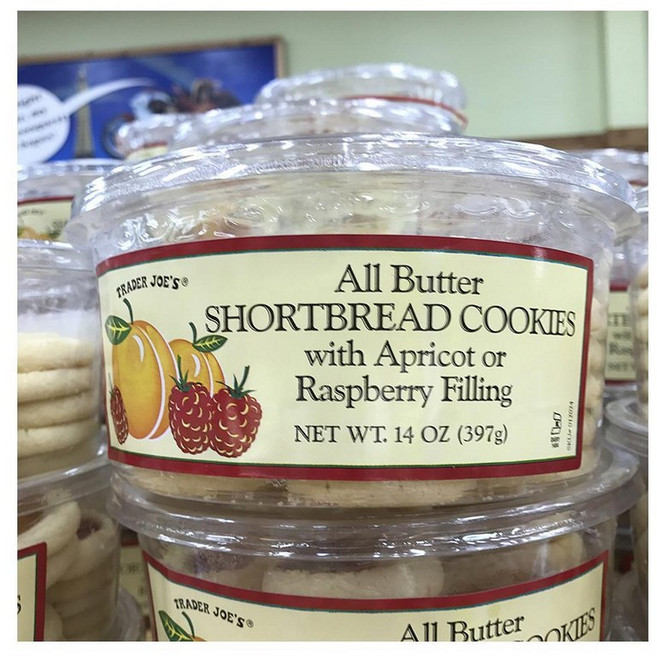 TRADER JOE'S®
All Butter
SHORTBREAD COOKIES
with Apricot or
Raspberry Filling
NET WT. 14 OZ (397g)
TRADER JOE'S®
All Butter
COOKIES